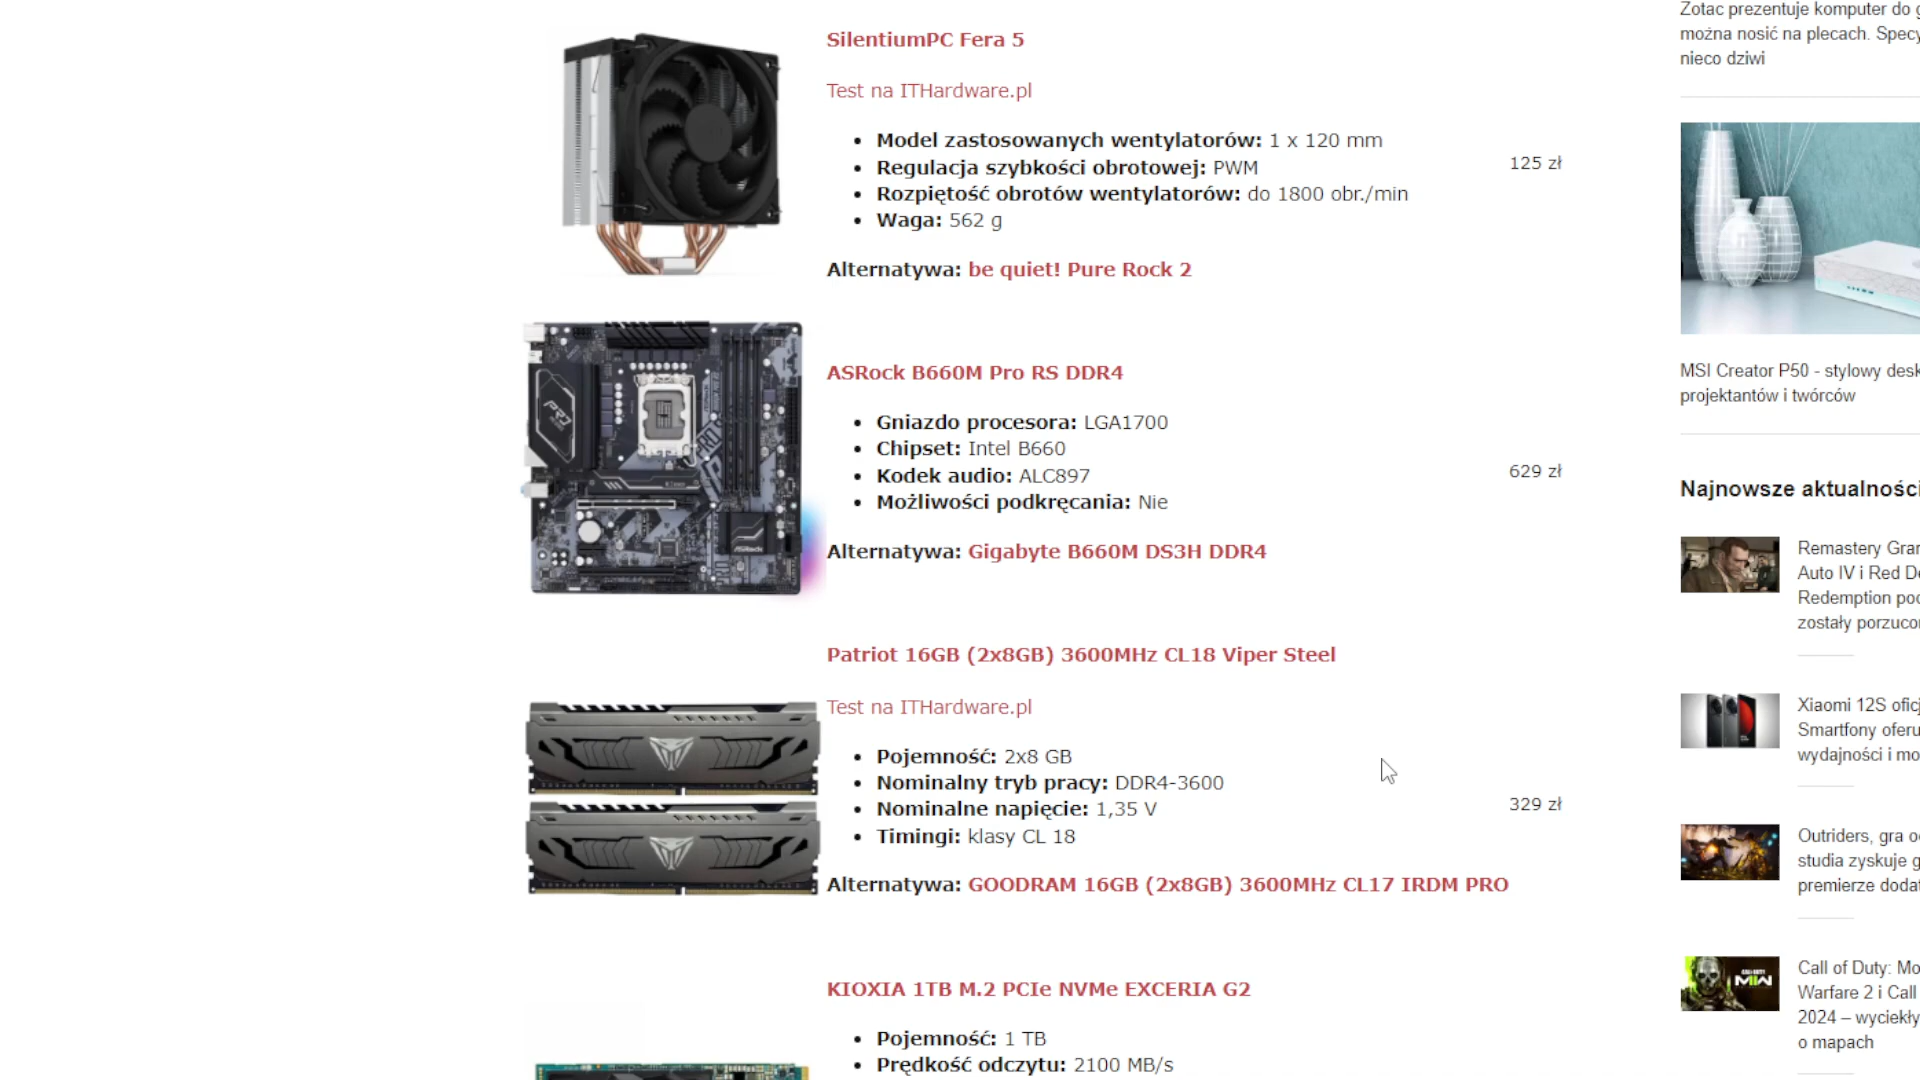 SilentiumPC Fera 5
Test na ITHardware.pl
Model zastosowanych wentylatorów: 1 x 120 mm
Regulacja szybkości obrotowej: PWM
Rozpiętość obrotów wentylatorów: do 1800 obr./min
Waga: 562 g
Alternatywa: be quiet! Pure Rock 2
125 zł
ASRock B660M Pro RS DDR4
Gniazdo procesora: LGA1700
Chipset: Intel B660
Kodek audio: ALC897
Możliwości podkręcania: Nie
Alternatywa: Gigabyte B660M DS3H DDR4
629 zł
Patriot 16GB (2x8GB) 3600MHz CL18 Viper Steel
Test na ITHardware.pl
Pojemność: 2x8 GB
Nominalny tryb pracy: DDR4-3600
Nominalne napięcie: 1,35 V
Timingi: klasy CL 18
Alternatywa: GOODRAM 16GB (2x8GB) 3600MHz CL17 IRDM PRO
329 zł
KIOXIA 1TB M.2 PCIe NVMe EXCERIA G2
Pojemność: 1 TB
Prędkość odczytu: 2100 MB/s
Zotac prezentuje komputer do g
można nosić na plecach. Specy
nieco dziwi
MSI Creator P50 - stylowy desk
projektantów i twórców
Najnowsze aktualności
Remastery Gran
Auto IV i Red De
Redemption poc
zostały porzucon
Xiaomi 12S oficj
Smartfony oferu
wydajności i mo
Outriders, gra o
studia zyskuje g
premierze dodat
Call of Duty: Mo
Warfare 2 i Call
2024 – wyciekły
o mapach